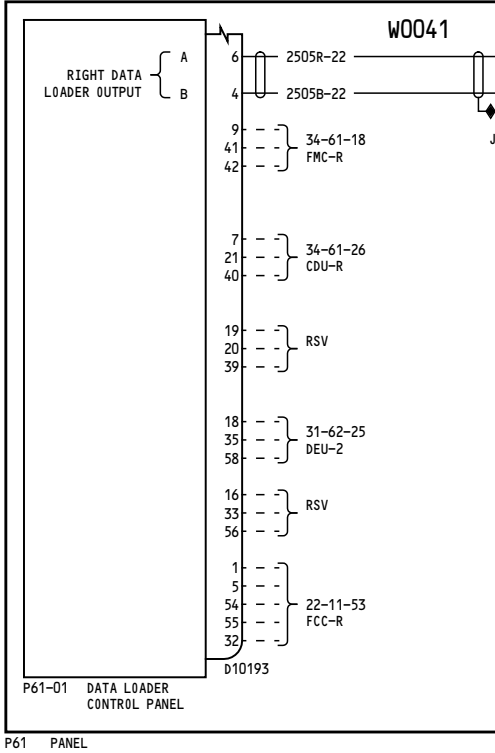 W0041
A 6 2505R-22
RIGHT DATA
LOADER OUTPUT
B 4 2505B-22
J
9
41 34-61-18
42 FMC-R
7
21 34-61-26
40 CDU-R
19
20 RSV
39
18
35 31-62-25
58 DEU-2
16
33 RSV
56
1
5
54 22-11-53
55 FCC-R
32
D10193
P61-01 DATA LOADER
CONTROL PANEL
P61 PANEL